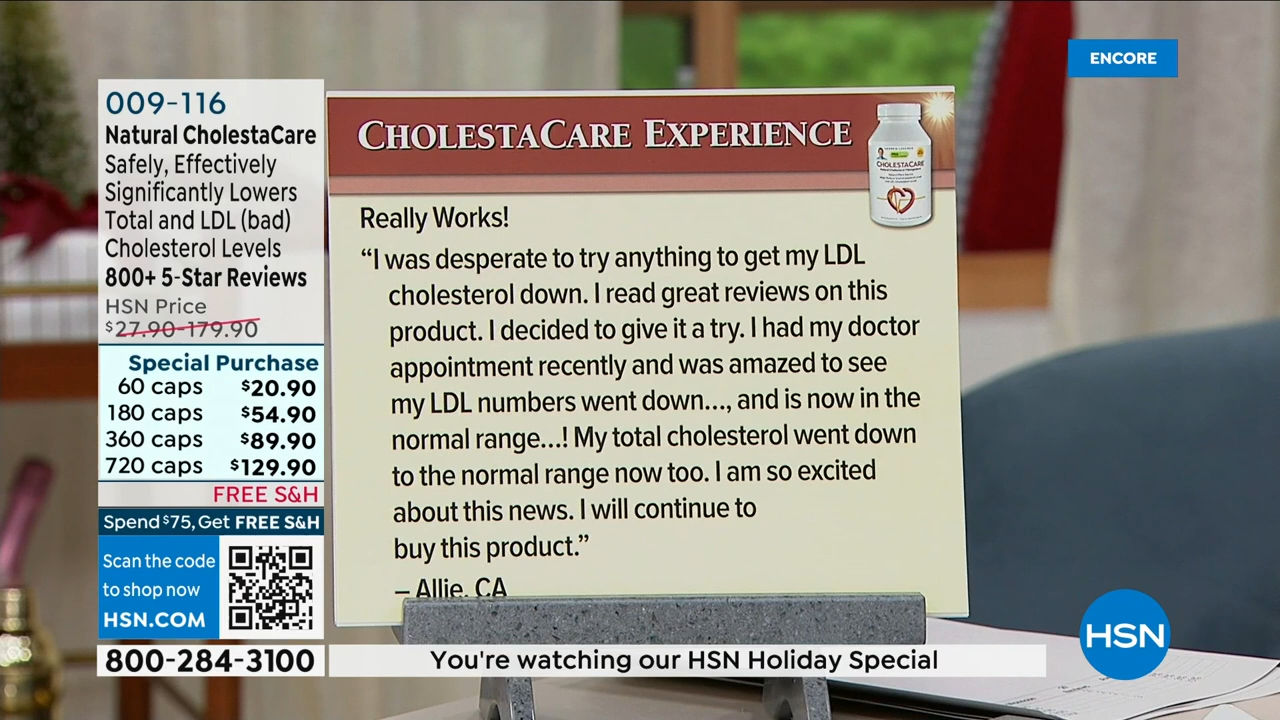 ENCORE
009-116
Natural CholestaCare
Safely, Effectively
Significantly Lowers
Total and LDL (bad)
Cholesterol Levels
800+ 5-Star Reviews
HSN Price
$27.90-179.90
Special Purchase
60 caps $20.90
180 caps $54.90
360 caps $89.90
720 caps $129.90
FREE S&H
Spend $75, Get FREE S&H
Scan the code
to shop now
HSN.COM
800-284-3100
CHOLESTACARE EXPERIENCE
CHOLESTACARE
Really Works!
“I was desperate to try anything to get my LDL
cholesterol down. I read great reviews on this
product. I decided to give it a try. I had my doctor
appointment recently and was amazed to see
my LDL numbers went down..., and is now in the
normal range...! My total cholesterol went down
to the normal range now too. I am so excited
about this news. I will continue to
buy this product.”
– Allie, CA
You're watching our HSN Holiday Special
HSN